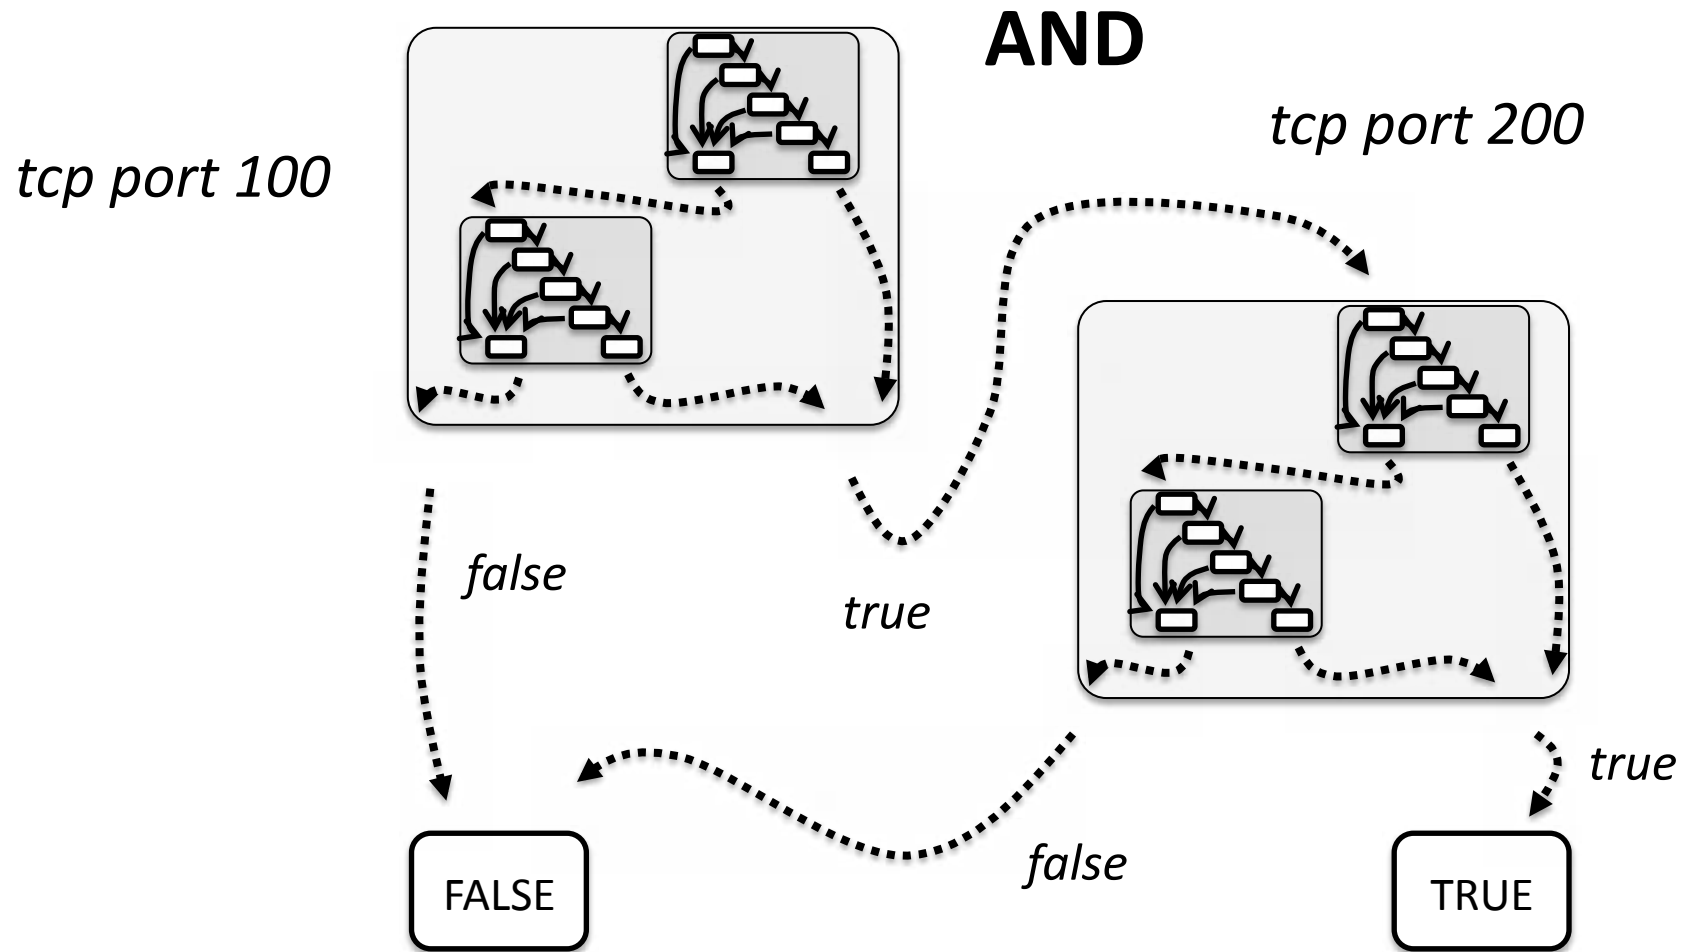 AND
tcp port 200
tcp port 100
false
true
true
false
FALSE
TRUE